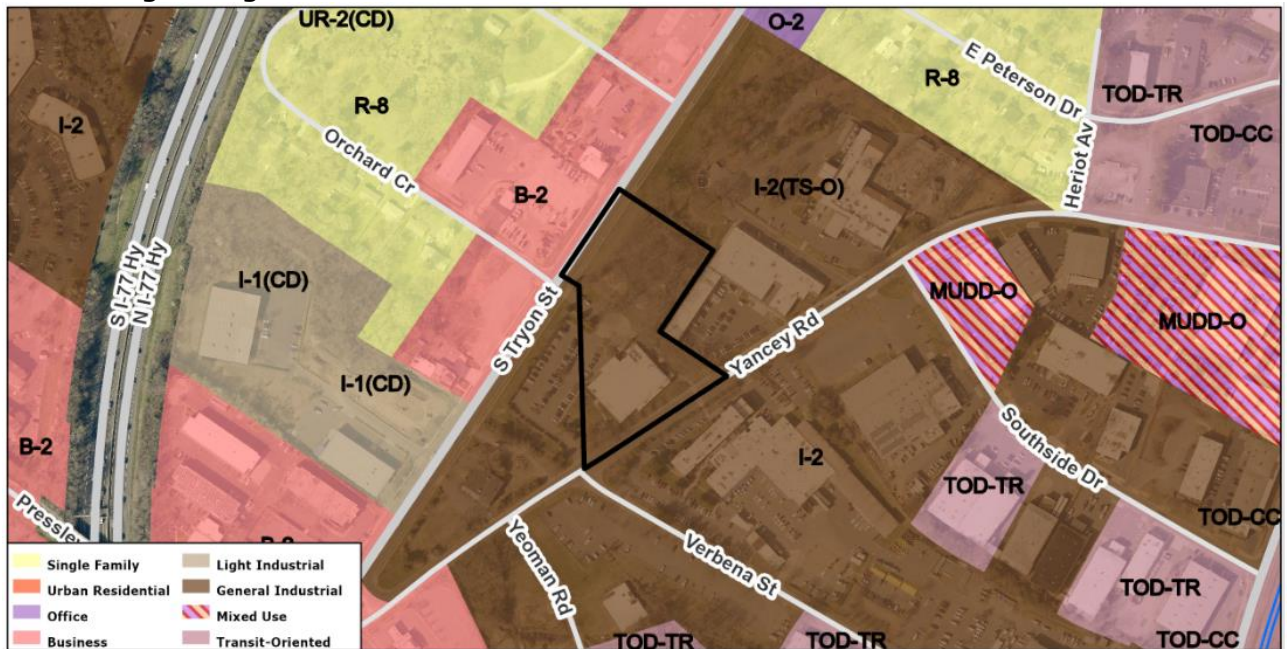 UR-2(CD)
O-2
E Peterson Dr
R-8
TOD-TR
I-2
R-8
Heriot Av
TOD-CC
Orchard Cr
B-2
I-2(TS-O)
S I-77 Hy
N I-77 Hy
I-1(CD)
MUDD-O
MUDD-O
S Tryon St
Yancey Rd
I-1(CD)
B-2
Southside Dr
I-2
TOD-TR
TOD-CC
Pressley
Yeoman Rd
Verbena St
TOD-TR
TOD-TR
TOD-TR
TOD-CC
Single Family
Urban Residential
Office
Business
Light Industrial
General Industrial
Mixed Use
Transit-Oriented